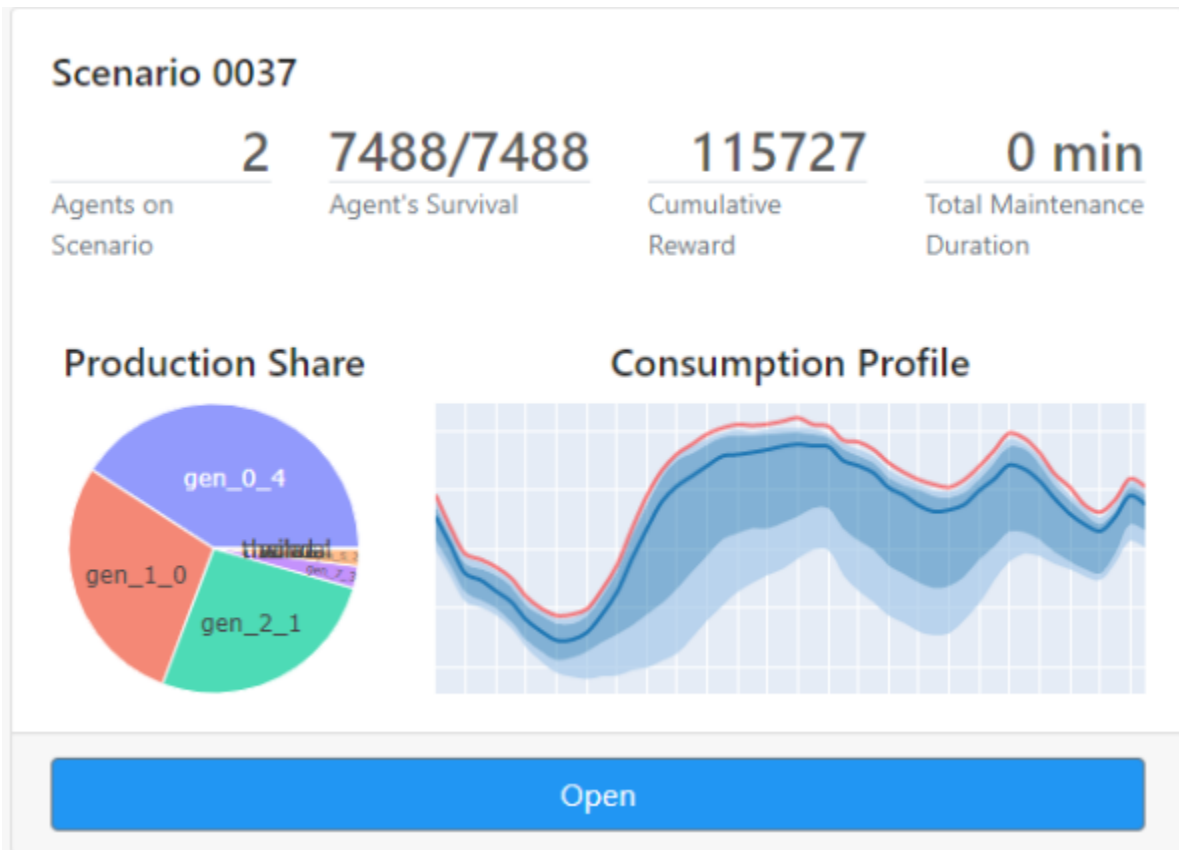 Scenario 0037
2
7488/7488
115727
0 min
Agents on
Scenario
Agent's Survival
Cumulative
Reward
Total Maintenance
Duration
Production Share
Consumption Profile
gen_0_4
gen_1_0
gen_2_1
Open